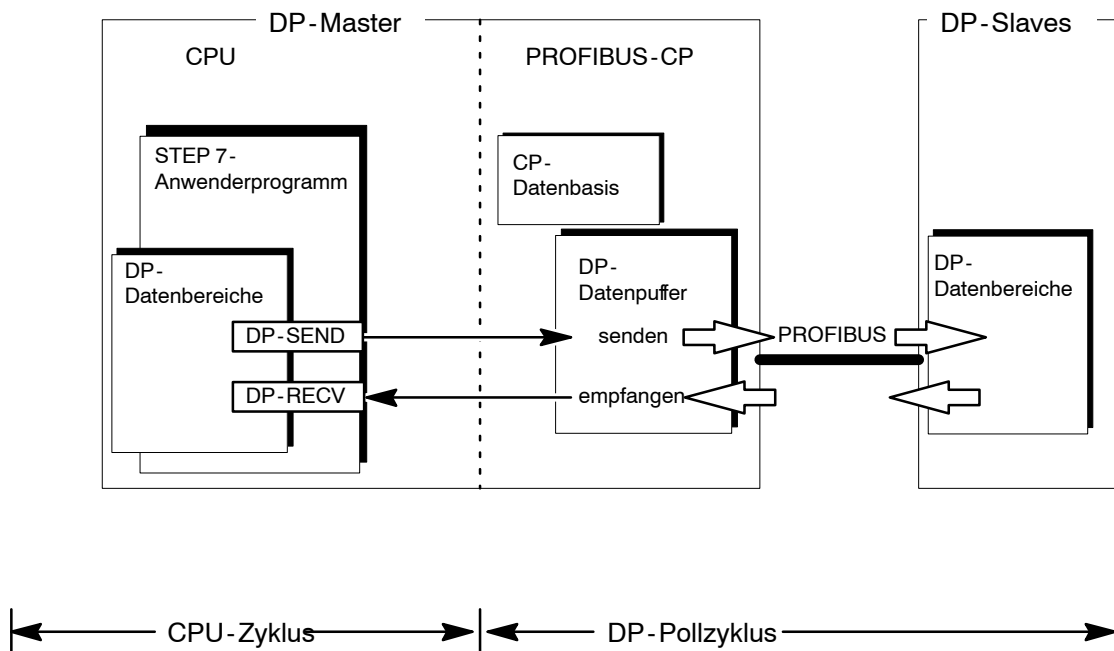 DP-Master
DP-Slaves
CPU
PROFIBUS-CP
STEP 7-
Anwenderprogramm
CP-
Datenbasis
DP-
Datenbereiche
DP-
Datenpuffer
DP-
Datenbereiche
DP-SEND
senden
PROFIBUS
DP-RECV
empfangen
CPU-Zyklus
DP-Pollzyklus